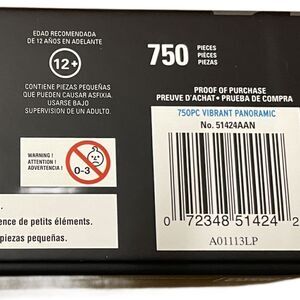 EDAD RECOMENDADA
DE 12 AÑOS EN ADELANTE
12+
CONTIENE PIEZAS PEQUEÑAS
QUE PUEDEN CAUSAR ASFIXIA
USARSE BAJO
SUPERVISION DE UN ADULTO.
WARNING !
ATTENTION !
0-3
ence de petits éléments.
piezas pequeñas.
750 PIECES
PIÈCES
PIEZAS
PROOF OF PURCHASE
PREUVE D'ACHAT • PRUEBA DE COMPRA
750PC VIBRANT PANORAMIC
No. 51424AAN
0 72348 51424 2
A01113LP